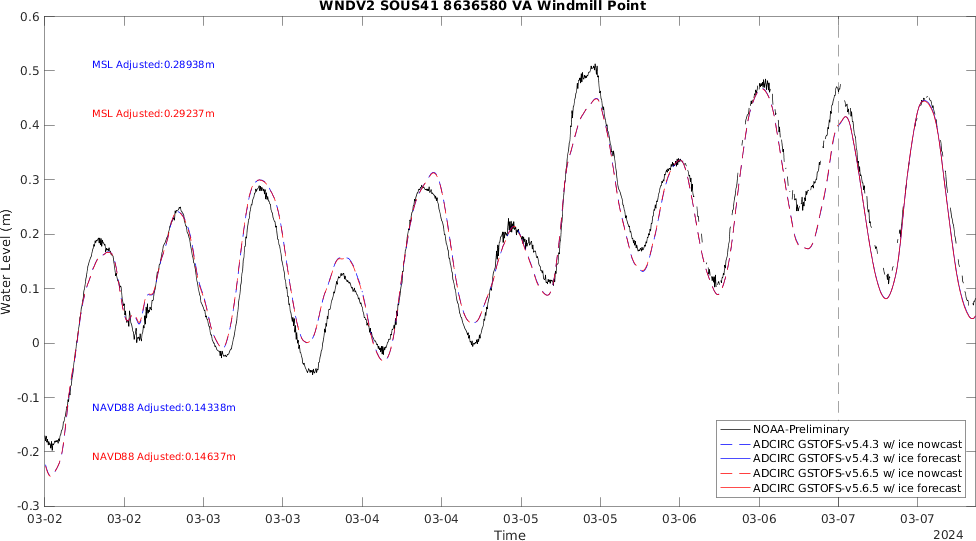 WNDV2 SOUS41 8636580 VA Windmill Point
0.6
0.5
0.4
0.3
0.2
0.1
0
-0.1
-0.2
-0.3
Water Level (m)
MSL Adjusted:0.28938m
MSL Adjusted:0.29237m
NAVD88 Adjusted:0.14338m
NAVD88 Adjusted:0.14637m
NOAA-Preliminary
ADCIRC GSTOFS-v5.4.3 w/ ice nowcast
ADCIRC GSTOFS-v5.4.3 w/ ice forecast
ADCIRC GSTOFS-v5.6.5 w/ ice nowcast
ADCIRC GSTOFS-v5.6.5 w/ ice forecast
03-02 03-02 03-03 03-03 03-04 03-04 03-05 03-05 03-06 03-06 03-07 03-07
Time
2024